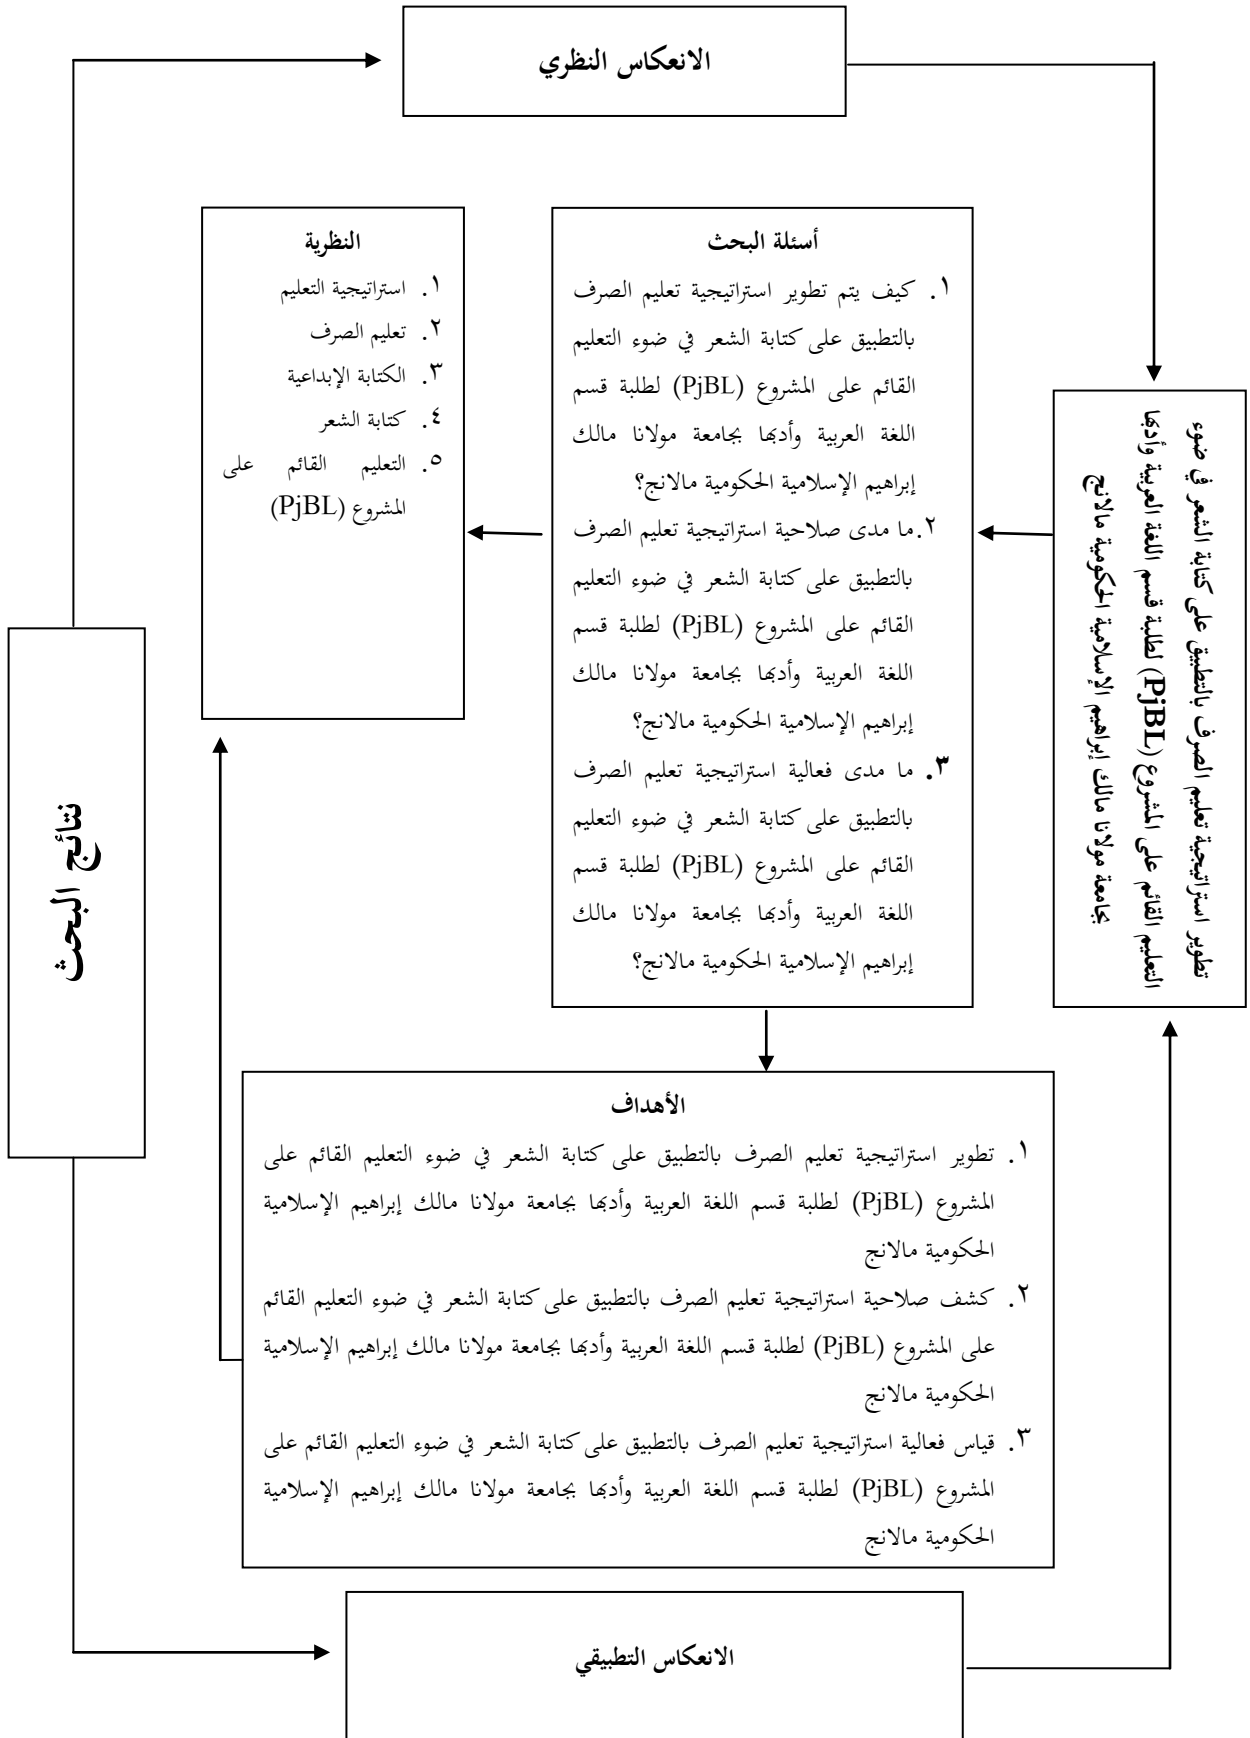 الانعكاس النظري
تطوير استراتيجية تعليم الصرف بالتطبيق على كتابة الشعر في ضوء
التعليم القائم على المشروع (PjBL) لطلبة قسم اللغة العربية وأدبها
بجامعة مولانا مالك إبراهيم الإسلامية الحكومية مالانج
أسئلة البحث
١. كيف يتم تطوير استراتيجية تعليم الصرف
بالتطبيق على كتابة الشعر في ضوء التعليم
القائم على المشروع (PjBL) لطلبة قسم
اللغة العربية وأدبها بجامعة مولانا مالك
إبراهيم الإسلامية الحكومية مالانج؟
٢.ما مدى صلاحية استراتيجية تعليم الصرف
بالتطبيق على كتابة الشعر في ضوء التعليم
القائم على المشروع (PjBL) لطلبة قسم
اللغة العربية وأدبها بجامعة مولانا مالك
إبراهيم الإسلامية الحكومية مالانج؟
٣. ما مدى فعالية استراتيجية تعليم الصرف
بالتطبيق على كتابة الشعر في ضوء التعليم
القائم على المشروع (PjBL) لطلبة قسم
اللغة العربية وأدبها بجامعة مولانا مالك
إبراهيم الإسلامية الحكومية مالانج؟
النظرية
١. استراتيجية التعليم
٢. تعليم الصرف
٣. الكتابة الإبداعية
٤. كتابة الشعر
٥. التعليم القائم على
المشروع (PjBL)
نتائج البحث
الأهداف
١. تطوير استراتيجية تعليم الصرف بالتطبيق على كتابة الشعر في ضوء التعليم القائم على
المشروع (PjBL) لطلبة قسم اللغة العربية وأدبها بجامعة مولانا مالك إبراهيم الإسلامية
الحكومية مالانج
٢. كشف صلاحية استراتيجية تعليم الصرف بالتطبيق على كتابة الشعر في ضوء التعليم القائم
على المشروع (PjBL) لطلبة قسم اللغة العربية وأدبها بجامعة مولانا مالك إبراهيم الإسلامية
الحكومية مالانج
٣. قياس فعالية استراتيجية تعليم الصرف بالتطبيق على كتابة الشعر في ضوء التعليم القائم على
المشروع (PjBL) لطلبة قسم اللغة العربية وأدبها بجامعة مولانا مالك إبراهيم الإسلامية
الحكومية مالانج
الانعكاس التطبيقي